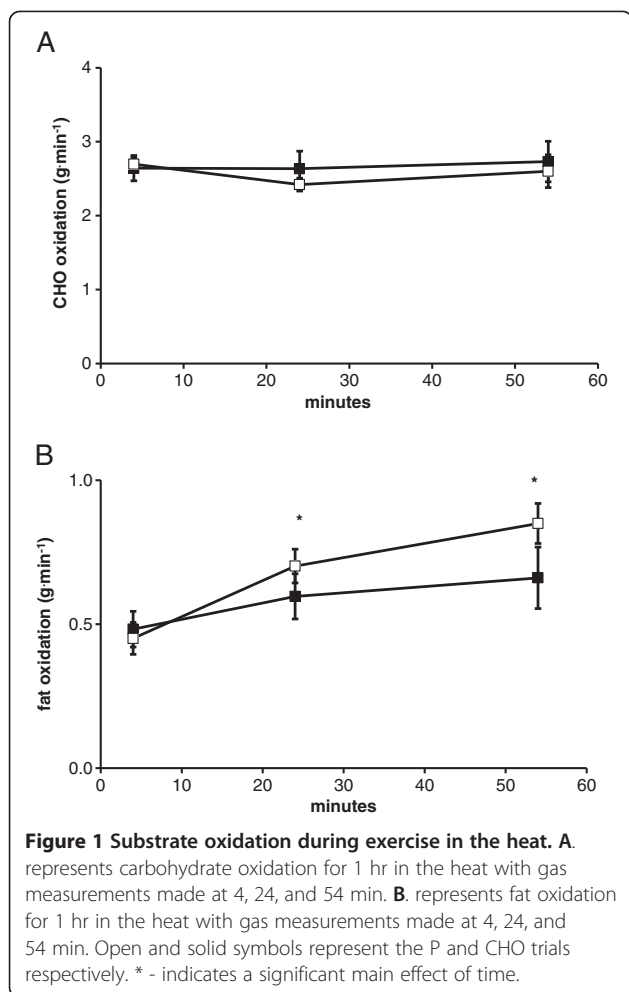 A
4
3
2
1
0
CHO oxidation (g·min⁻¹)
0 10 20 30 40 50 60
minutes
B
1.0
0.5
0.0
fat oxidation (g·min⁻¹)
* *
0 10 20 30 40 50 60
minutes
Figure 1 Substrate oxidation during exercise in the heat. A.
represents carbohydrate oxidation for 1 hr in the heat with gas
measurements made at 4, 24, and 54 min. B. represents fat oxidation
for 1 hr in the heat with gas measurements made at 4, 24, and
54 min. Open and solid symbols represent the P and CHO trials
respectively. * - indicates a significant main effect of time.